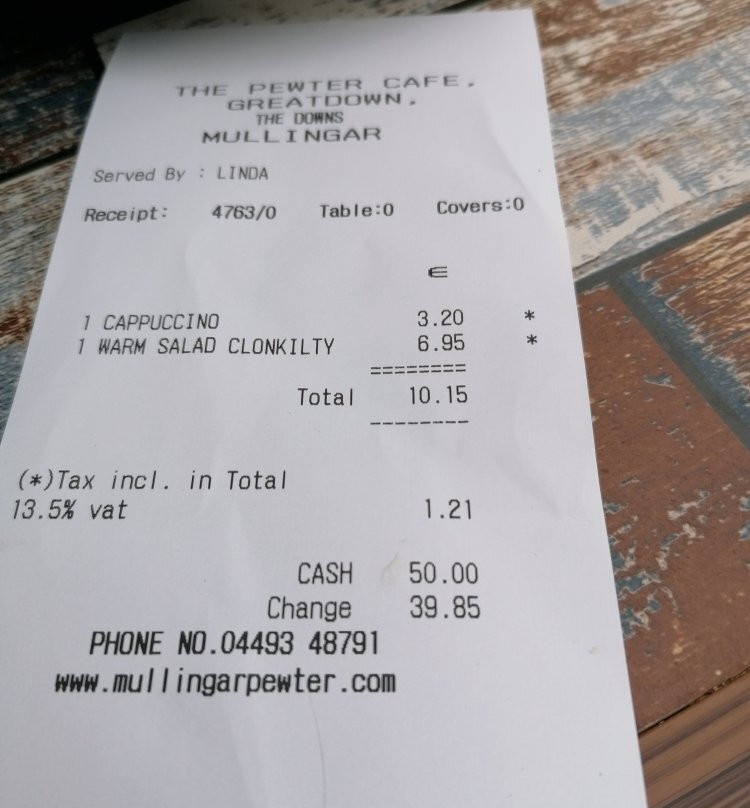 THE PEWTER CAFE,
GREATDOWN,
THE DOWNS
MULLINGAR
Served By : LINDA
Receipt: 4763/0 Table:0 Covers:0
€
1 CAPPUCCINO 3.20 *
1 WARM SALAD CLONKILTY 6.95 *
========
Total 10.15
--------
(*)Tax incl. in Total
13.5% vat 1.21
CASH 50.00
Change 39.85
PHONE NO.04493 48791
www.mullingarpewter.com